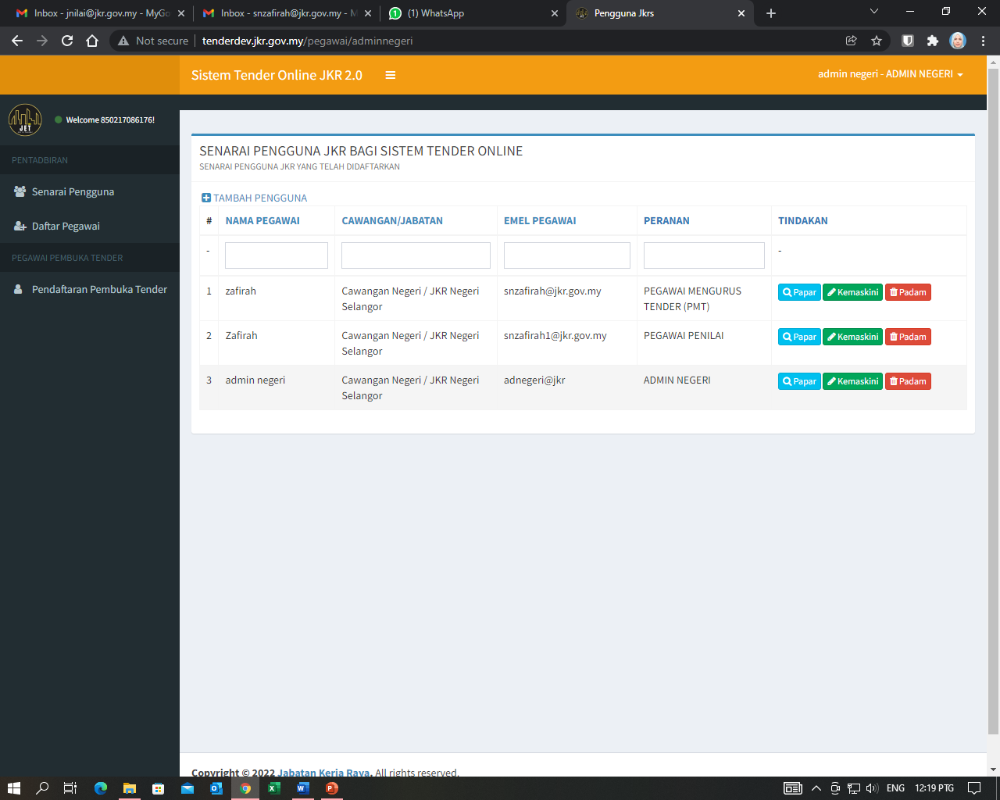 Inbox - jnilai@jkr.gov.my - MyGo
Inbox - snzafirah@jkr.gov.my - M
(1) WhatsApp
Pengguna Jkrs
Not secure
tenderdev.jkr.gov.my/pegawai/adminnegeri
Sistem Tender Online JKR 2.0
admin negeri - ADMIN NEGERI
JET
Welcome 850217086176!
PENTADBIRAN
Senarai Pengguna
Daftar Pegawai
PEGAWAI PEMBUKA TENDER
Pendaftaran Pembuka Tender
SENARAI PENGGUNA JKR BAGI SISTEM TENDER ONLINE
SENARAI PENGGUNA JKR YANG TELAH DIDAFTARKAN
TAMBAH PENGGUNA
# NAMA PEGAWAI CAWANGAN/JABATAN EMEL PEGAWAI PERANAN TINDAKAN
- -
1 zafirah Cawangan Negeri / JKR Negeri snzafirah@jkr.gov.my PEGAWAI MENGURUS Papar Kemaskini Padam
Selangor TENDER (PMT)
2 Zafirah Cawangan Negeri / JKR Negeri snzafirah1@jkr.gov.my PEGAWAI PENILAI Papar Kemaskini Padam
Selangor
3 admin negeri Cawangan Negeri / JKR Negeri adnegeri@jkr ADMIN NEGERI Papar Kemaskini Padam
Selangor
Copyright © 2022 Jabatan Kerja Raya. All rights reserved.
ENG 12:19 PTG